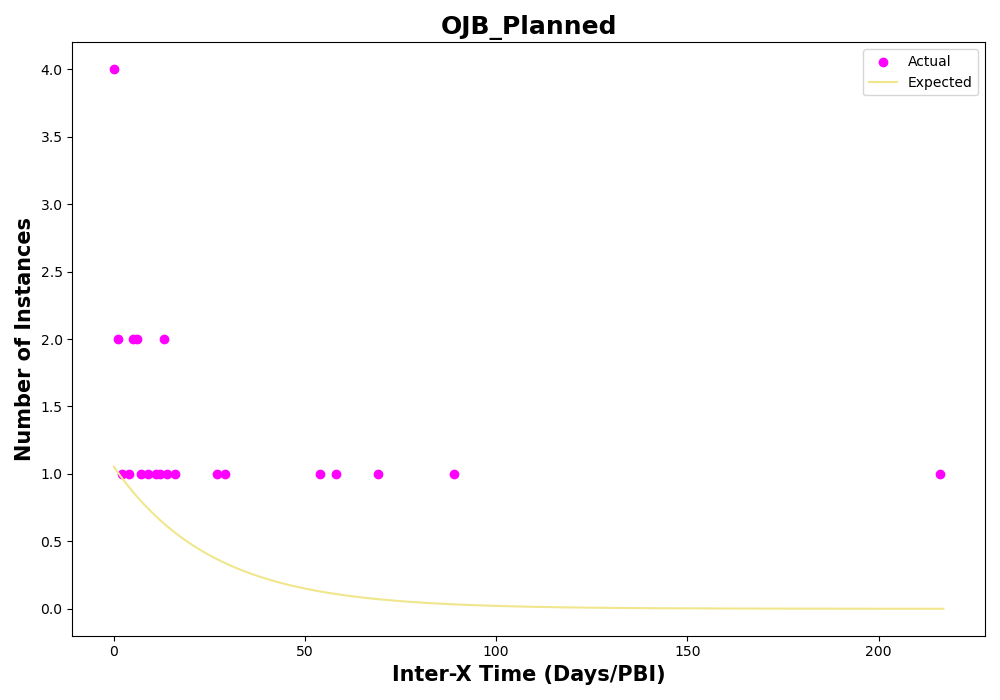 OJB_Planned
Number of Instances
4.0
3.5
3.0
2.5
2.0
1.5
1.0
0.5
0.0
Actual
Expected
0
50
100
150
200
Inter-X Time (Days/PBI)